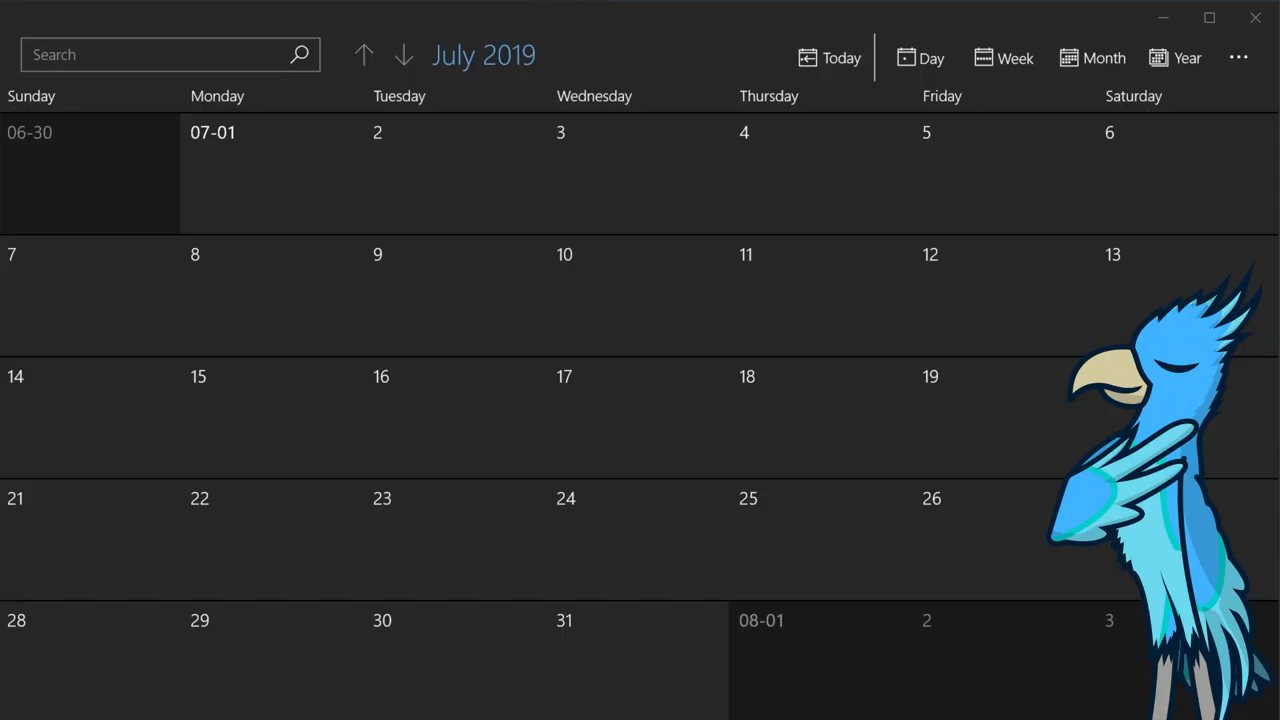 Search July 2019 Today Day Week Month Year
Sunday Monday Tuesday Wednesday Thursday Friday Saturday
06-30 07-01 2 3 4 5 6
7 8 9 10 11 12 13
14 15 16 17 18 19
21 22 23 24 25 26
28 29 30 31 08-01 2 3